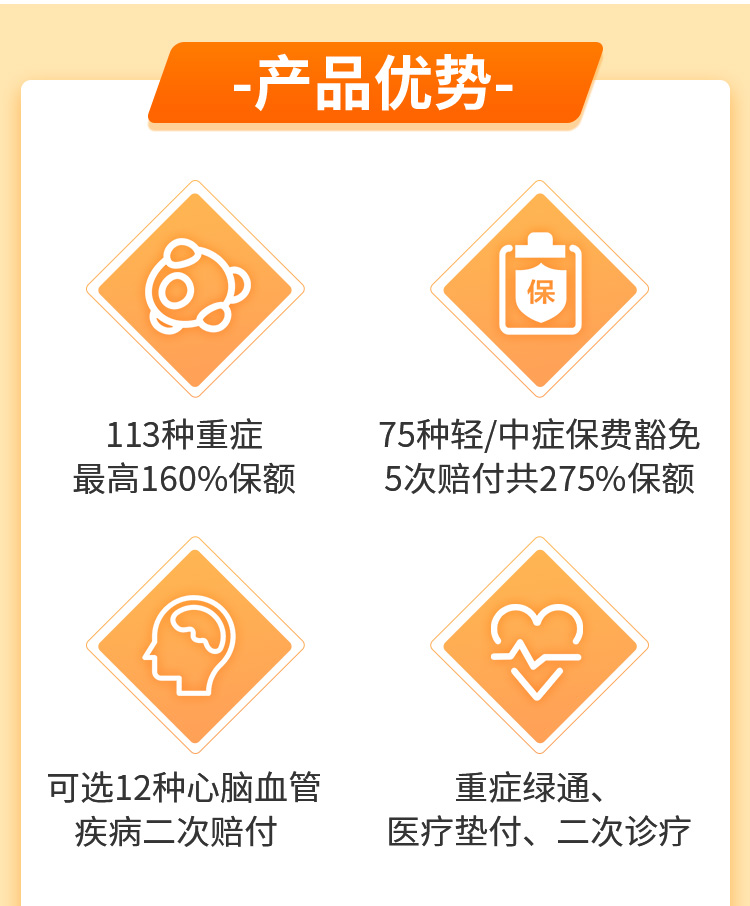 -产品优势-
113种重症
最高160%保额
保
75种轻/中症保费豁免
5次赔付共275%保额
可选12种心脑血管
疾病二次赔付
重症绿通、
医疗垫付、二次诊疗